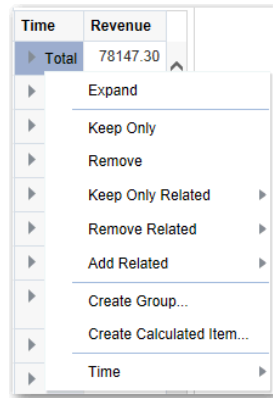 Time Revenue
Total 78147.30
Expand
Keep Only
Remove
Keep Only Related
Remove Related
Add Related
Create Group...
Create Calculated Item...
Time